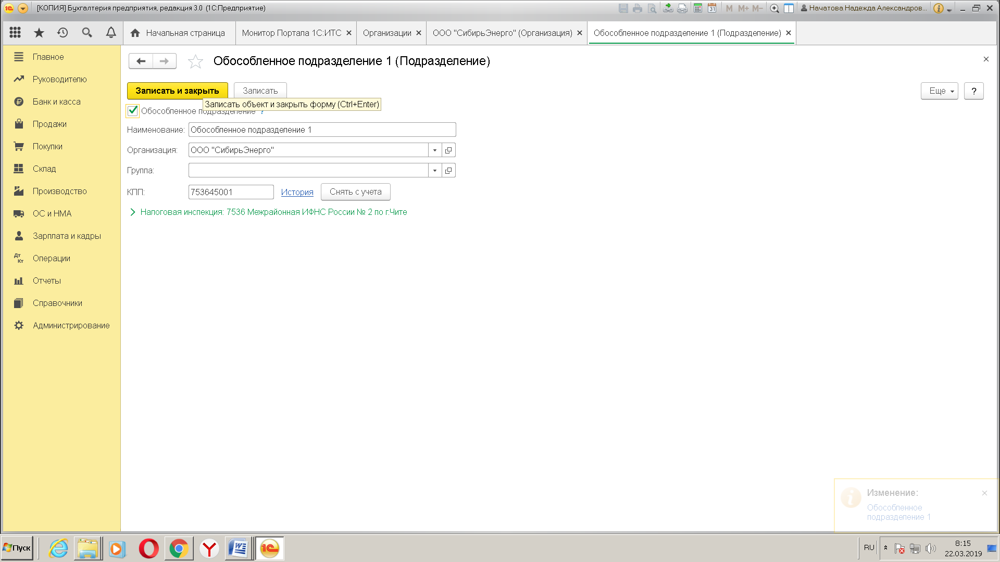 [КОПИЯ] Бухгалтерия предприятия, редакция 3.0 (1С:Предприятие)
31
M M+ M-
Начатова Надежда Александров...
Начальная страница
Монитор Портала 1С:ИТС
Организации
ООО "СибирьЭнерго" (Организация)
Обособленное подразделение 1 (Подразделение)
Главное
Руководителю
Банк и касса
Продажи
Покупки
Склад
Производство
ОС и НМА
Зарплата и кадры
Дт
Кт
Операции
Отчеты
Справочники
Администрирование
Обособленное подразделение 1 (Подразделение)
Записать и закрыть
Записать
Еще
?
Записать объект и закрыть форму (Ctrl+Enter)
Обособленное подразделение ?
Наименование:
Обособленное подразделение 1
Организация:
ООО "СибирьЭнерго"
Группа:
КПП:
753645001
История
Снять с учета
Налоговая инспекция: 7536 Межрайонная ИФНС России № 2 по г.Чите
Изменение:
Обособленное
подразделение 1
Пуск
RU
8:15
22.03.2019